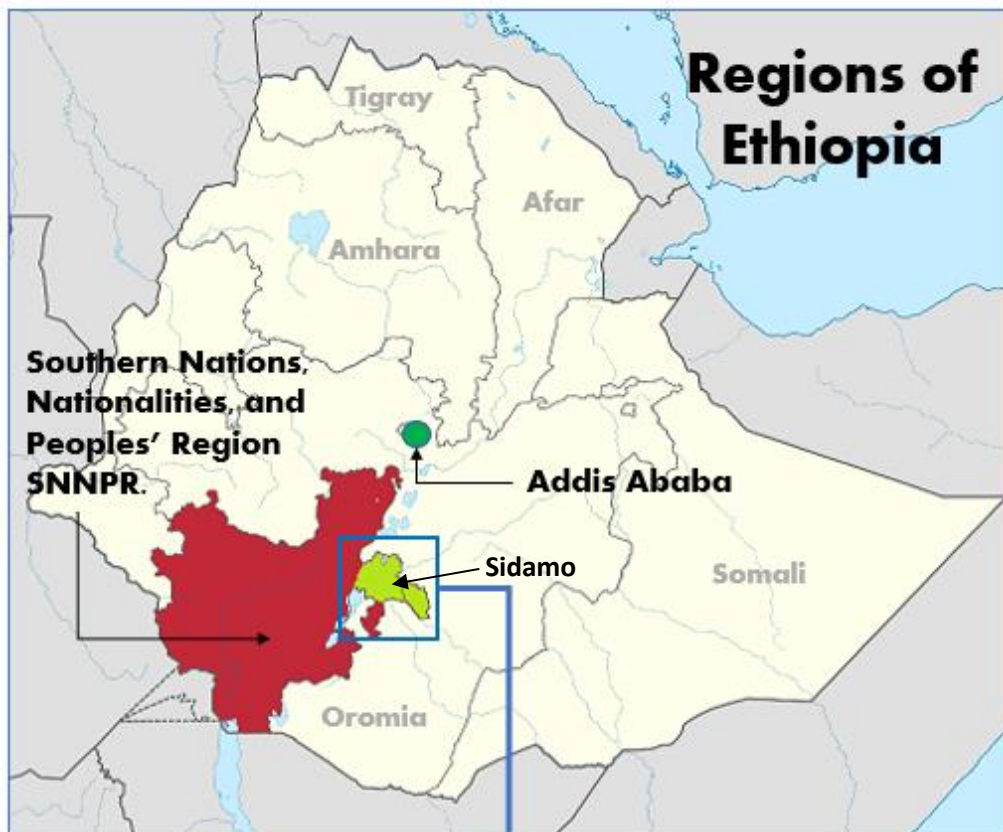 Regions of
Ethiopia
Tigray
Afar
Amhara
Southern Nations,
Nationalities, and
Peoples' Region
SNNPR.
Addis Ababa
Sidamo
Somali
Oromia